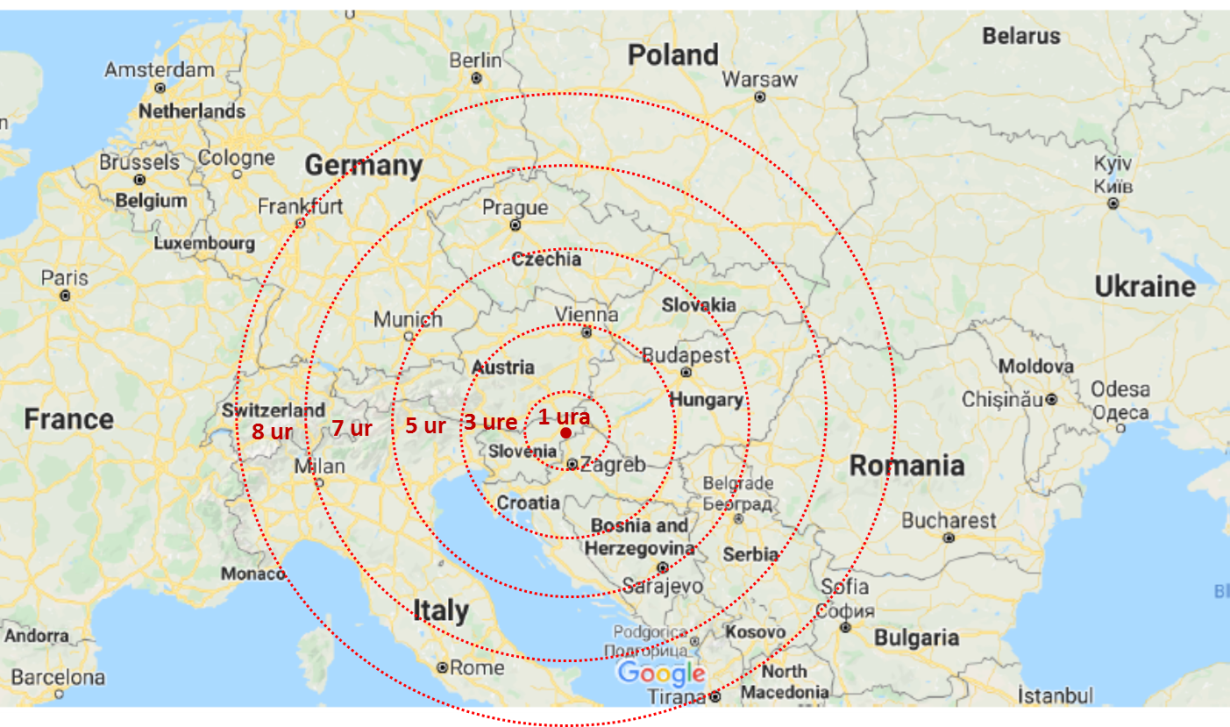 Belarus
Poland
Berlin
Amsterdam
Warsaw
Netherlands
n
Brussels
Cologne
Germany
Kyiv
Київ
Belgium
Frankfurt
Prague
Luxembourg
Czechia
Paris
Ukraine
Slovakia
Vienna
Munich
Budapest
Austria
Moldova
Odesa
Одеса
Chișinău
Hungary
Switzerland
France
1 ura
3 ure
5 ur
7 ur
8 ur
Slovenia
Zagreb
Milan
Romania
Belgrade
Београд
Croatia
Bucharest
Bosnia and
Herzegovina
Serbia
Monaco
Sarajevo
Sofia
София
Italy
Andorra
Podgorica
Подгорица
Kosovo
Bulgaria
Rome
Google
Barcelona
North
Macedonia
Tirana
İstanbul